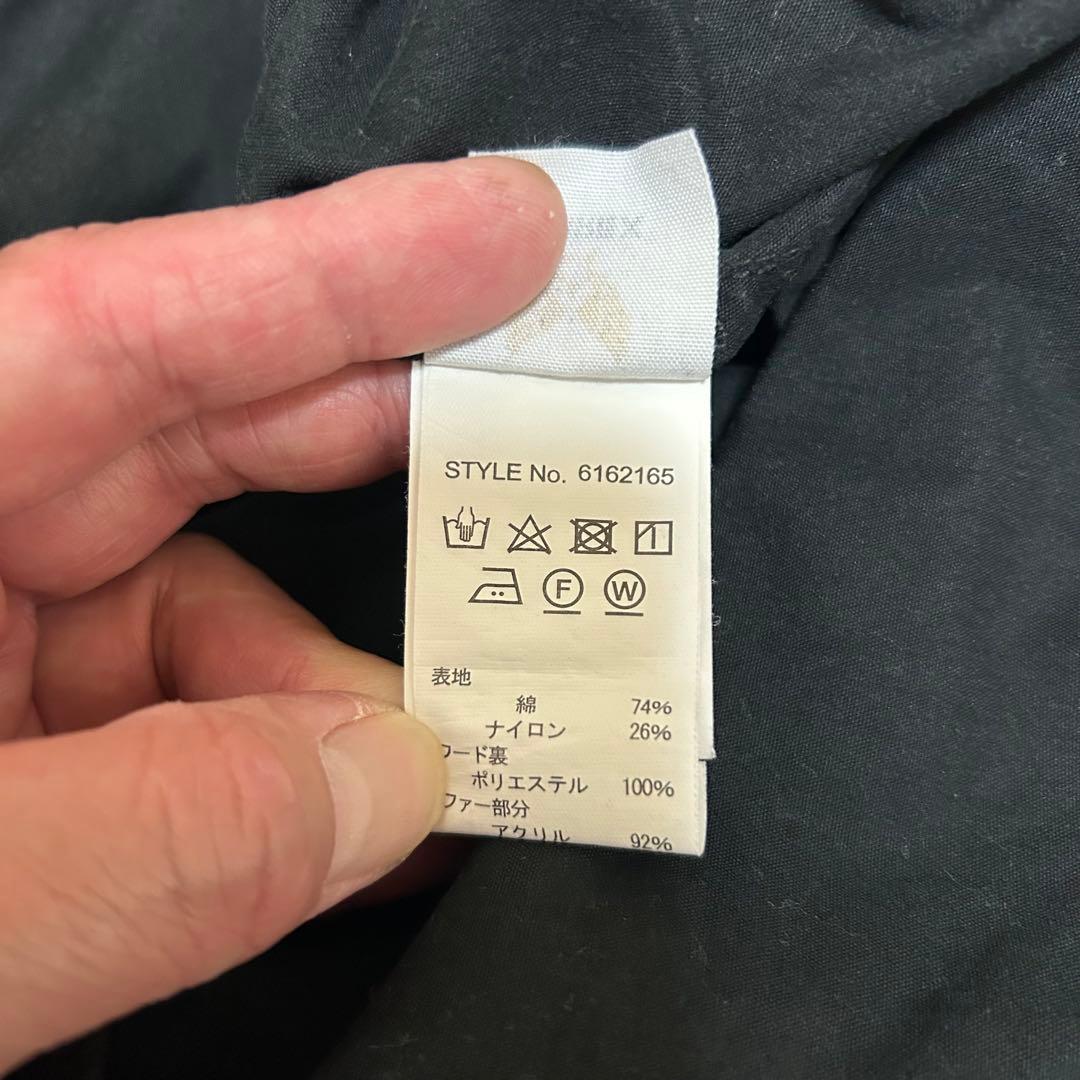 STYLE No. 6162165
F W
表地
綿 74%
ナイロン 26%
ード裏
ポリエステル 100%
ファー部分
アクリル 92%